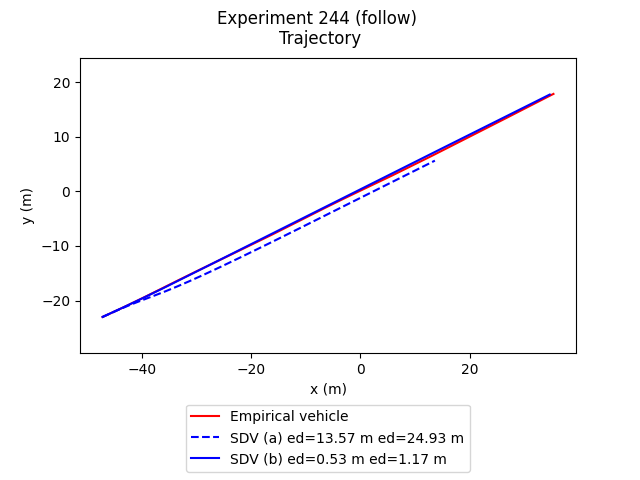 Experiment 244 (follow)
Trajectory
20
10
0
−10
−20
y (m)
−40
−20
0
20
x (m)
Empirical vehicle
SDV (a) ed=13.57 m ed=24.93 m
SDV (b) ed=0.53 m ed=1.17 m